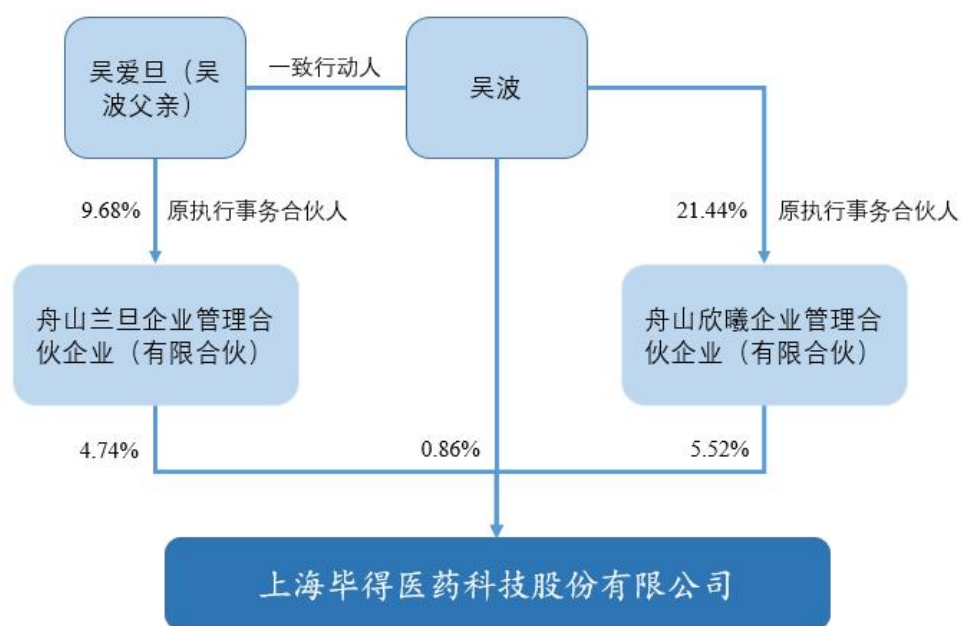 吴爱旦（吴
波父亲）
一致行动人
吴波
9.68%
原执行事务合伙人
21.44%
原执行事务合伙人
舟山兰旦企业管理合
伙企业（有限合伙）
舟山欣曦企业管理合
伙企业（有限合伙）
4.74%
0.86%
5.52%
上海毕得医药科技股份有限公司